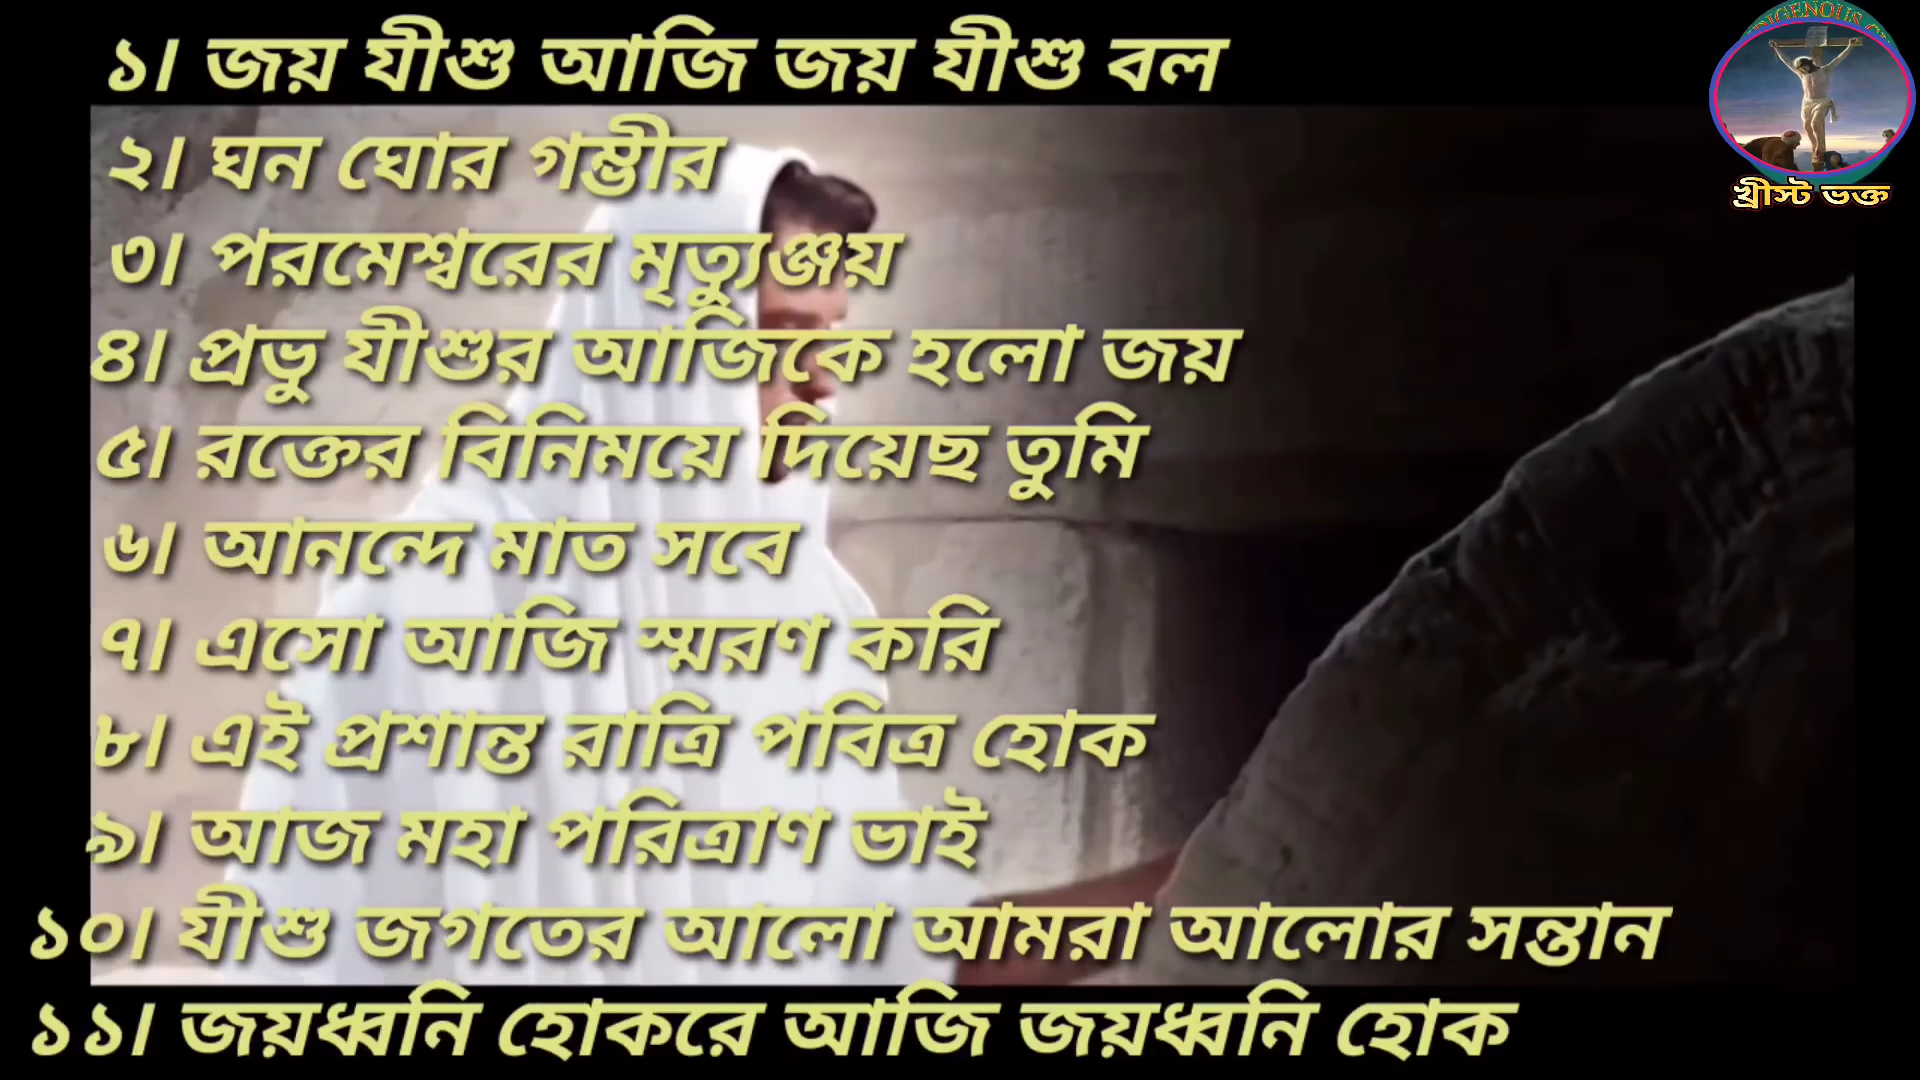 ১। জয় যীশু আজি জয় যীশু বল
২। ঘন ঘোর গম্ভীর
৩। পরমেশ্বরের মৃত্যুঞ্জয়
৪। প্রভু যীশুর আজিকে হলো জয়
৫। রক্তের বিনিময়ে দিয়েছ তুমি
৬। আনন্দে মাত সবে
৭। এসো আজি স্মরণ করি
৮। এই প্রশান্ত রাত্রি পবিত্র হোক
৯। আজ মহা পরিত্রাণ ভাই
১০। যীশু জগতের আলো আমরা আলোর সন্তান
১১। জয়ধ্বনি হোকরে আজি জয়ধ্বনি হোক
খ্রীস্ট ভক্ত